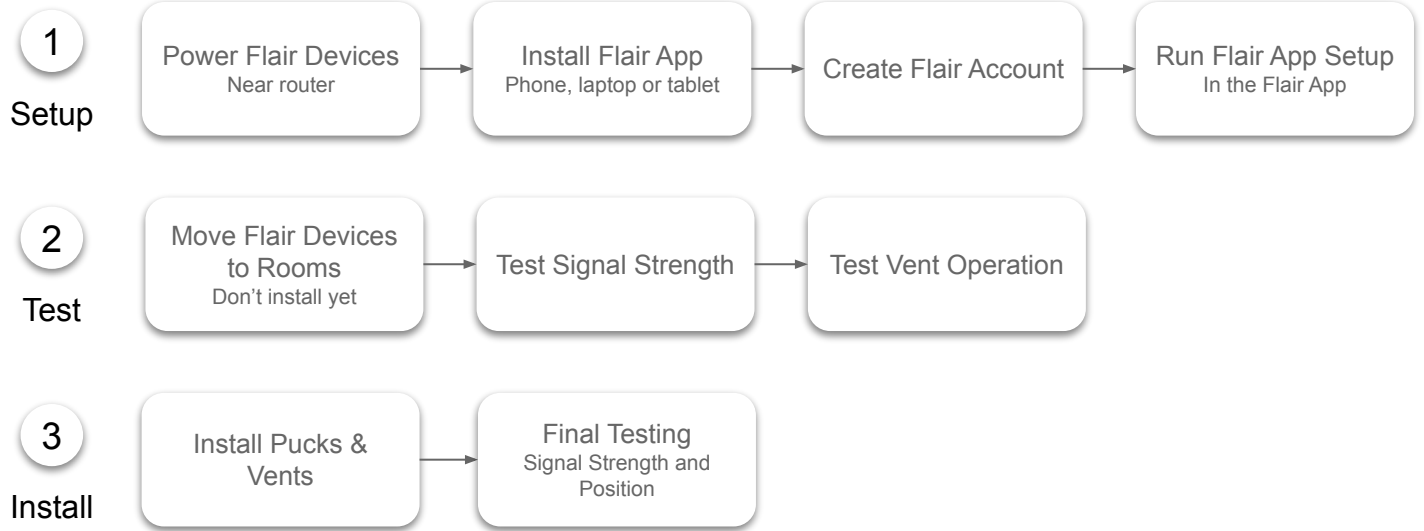 1
Setup
Power Flair Devices
Near router
Install Flair App
Phone, laptop or tablet
Create Flair Account
Run Flair App Setup
In the Flair App
2
Test
Move Flair Devices
to Rooms
Don’t install yet
Test Signal Strength
Test Vent Operation
3
Install
Install Pucks &
Vents
Final Testing
Signal Strength and
Position